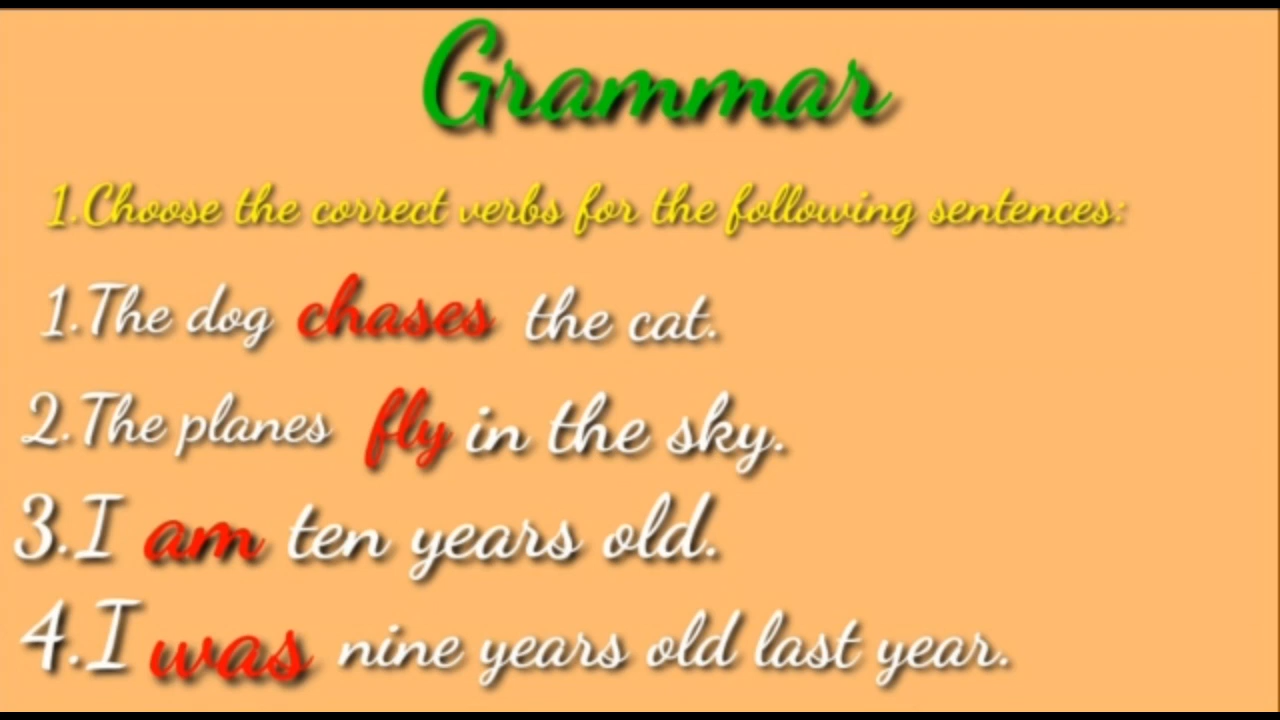 Grammar
1.Choose the correct verbs for the following sentences:
1.The dog chases the cat.
2.The planes fly in the sky.
3.I am ten years old.
4.I was nine years old last year.